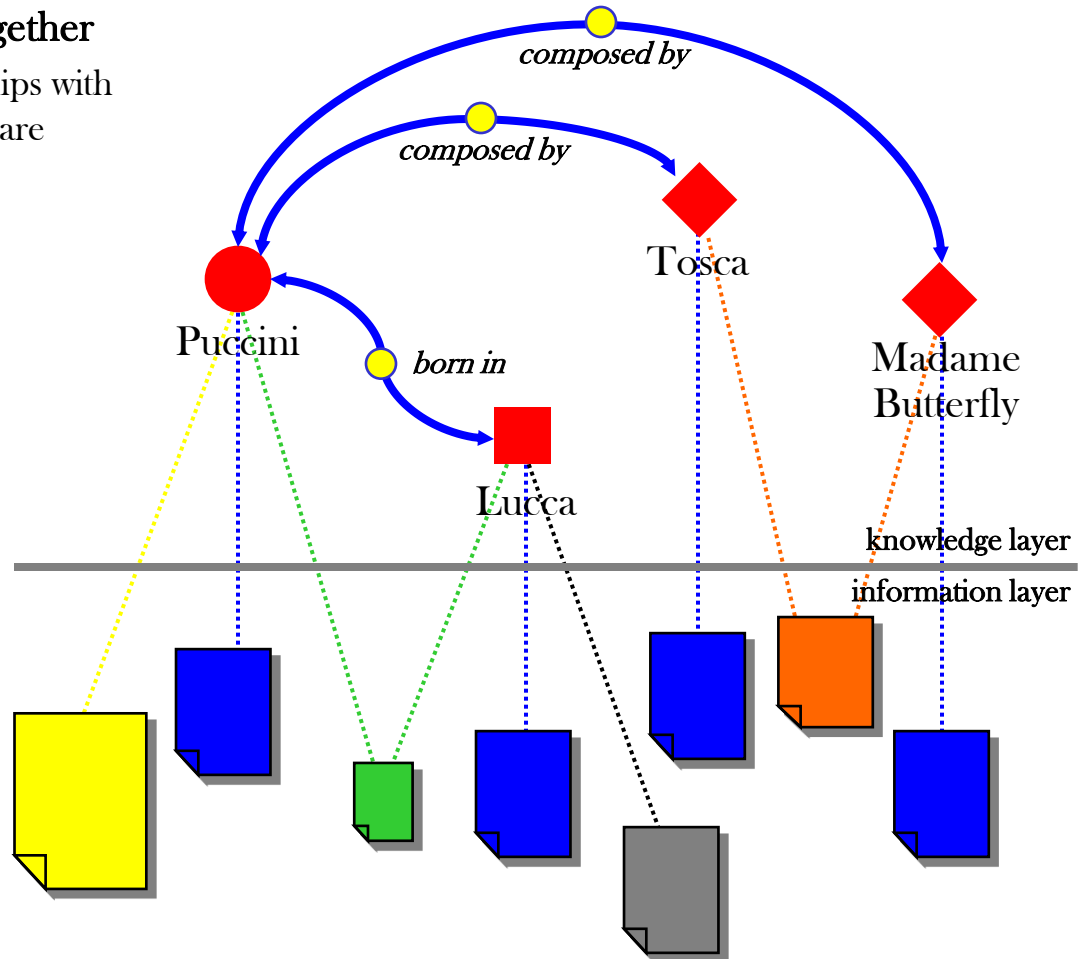 gether
ips with
are
composed by
composed by
Tosca
Puccini
born in
Madame
Butterfly
Lucca
knowledge layer
information layer